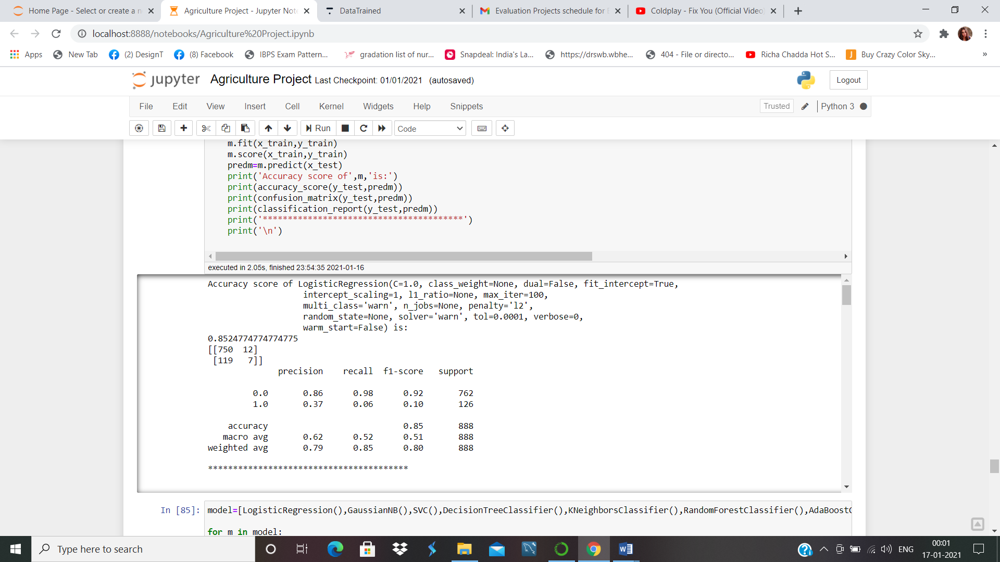 Home Page - Select or create a n
Agriculture Project - Jupyter Not
DataTrained
Evaluation Projects schedule for
Coldplay - Fix You (Official Video
localhost:8888/notebooks/Agriculture%20Project.ipynb
Apps
New Tab
(2) DesignT
(8) Facebook
IBPS Exam Pattern...
gradation list of nur...
Snapdeal: India's La...
https://drswb.wbhe...
404 - File or directo...
Richa Chadda Hot S...
Buy Crazy Color Sky...
»
jupyter Agriculture Project Last Checkpoint: 01/01/2021 (autosaved)
Logout
File Edit View Insert Cell Kernel Widgets Help Snippets
Trusted
Python 3
Run
Code
m.fit(x_train,y_train)
m.score(x_train,y_train)
predm=m.predict(x_test)
print('Accuracy score of',m,'is:')
print(accuracy_score(y_test,predm))
print(confusion_matrix(y_test,predm))
print(classification_report(y_test,predm))
print('****************************************')
print('\n')
executed in 2.05s, finished 23:54:35 2021-01-16
Accuracy score of LogisticRegression(C=1.0, class_weight=None, dual=False, fit_intercept=True,
intercept_scaling=1, l1_ratio=None, max_iter=100,
multi_class='warn', n_jobs=None, penalty='l2',
random_state=None, solver='warn', tol=0.0001, verbose=0,
warm_start=False) is:
0.8524774774774775
[[750  12]
[119   7]]
precision recall f1-score support
0.0 0.86 0.98 0.92 762
1.0 0.37 0.06 0.10 126
accuracy 0.85 888
macro avg 0.62 0.52 0.51 888
weighted avg 0.79 0.85 0.80 888
****************************************
In [85]: model=[LogisticRegression(),GaussianNB(),SVC(),DecisionTreeClassifier(),KNeighborsClassifier(),RandomForestClassifier(),AdaBoost
for m in model:
Type here to search
ENG
00:01
17-01-2021